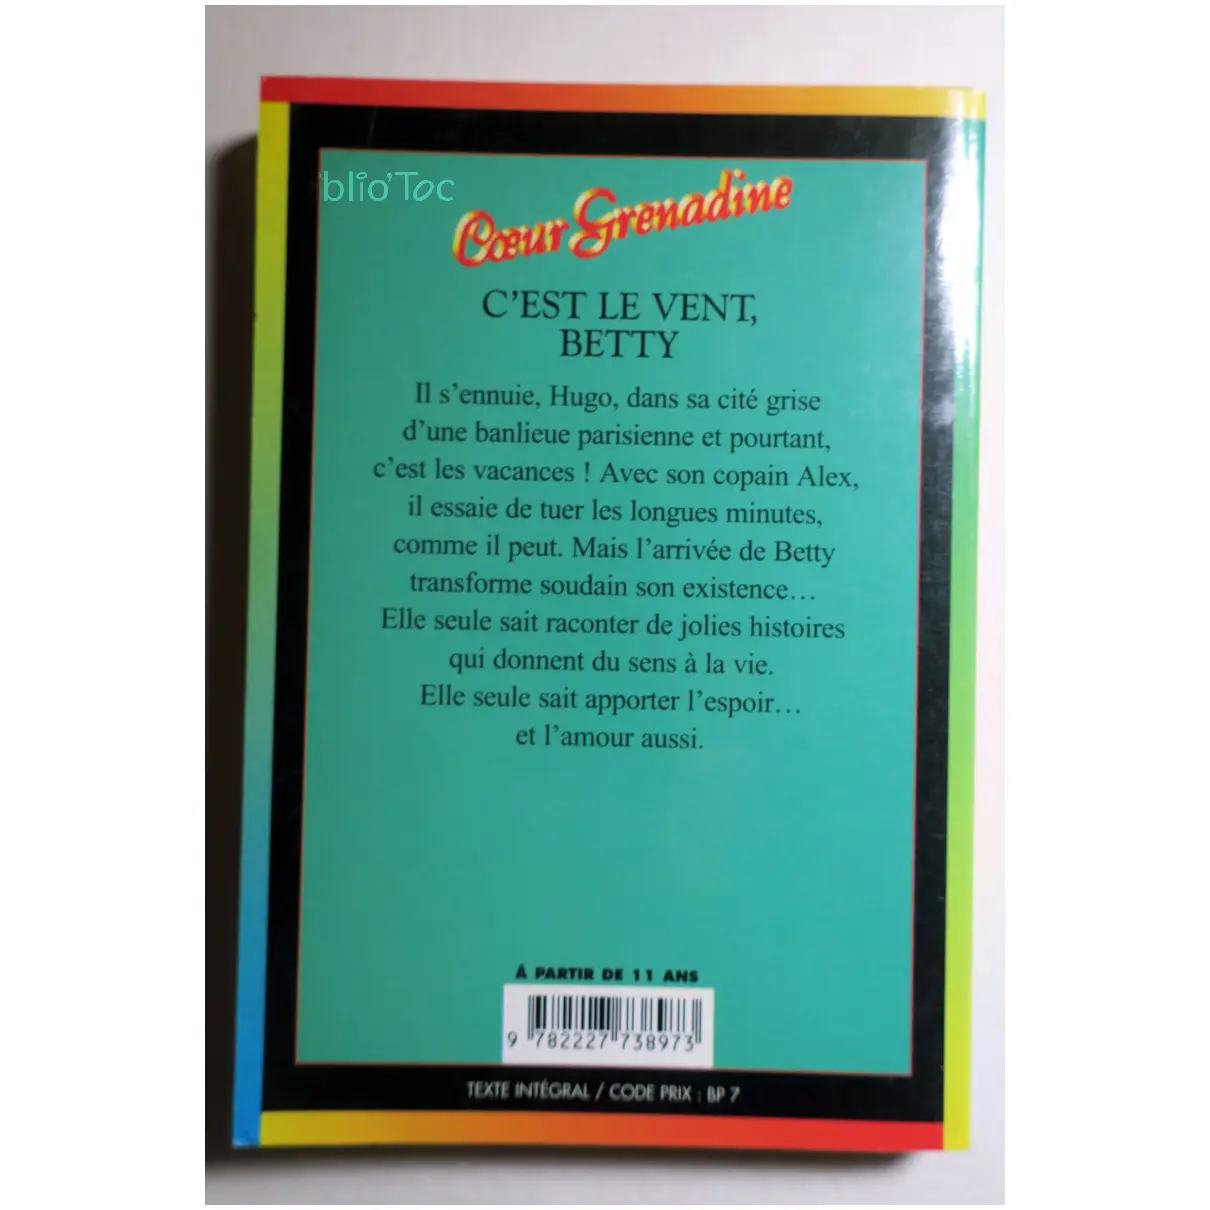 'blio'Toc
Cœur Grenadine
C'EST LE VENT,
BETTY
Il s'ennuie, Hugo, dans sa cité grise
d'une banlieue parisienne et pourtant,
c'est les vacances ! Avec son copain Alex,
il essaie de tuer les longues minutes,
comme il peut. Mais l'arrivée de Betty
transforme soudain son existence…
Elle seule sait raconter de jolies histoires
qui donnent du sens à la vie.
Elle seule sait apporter l'espoir…
et l'amour aussi.
À PARTIR DE 11 ANS
9 782227 738973
TEXTE INTÉGRAL / CODE PRIX : BP 7